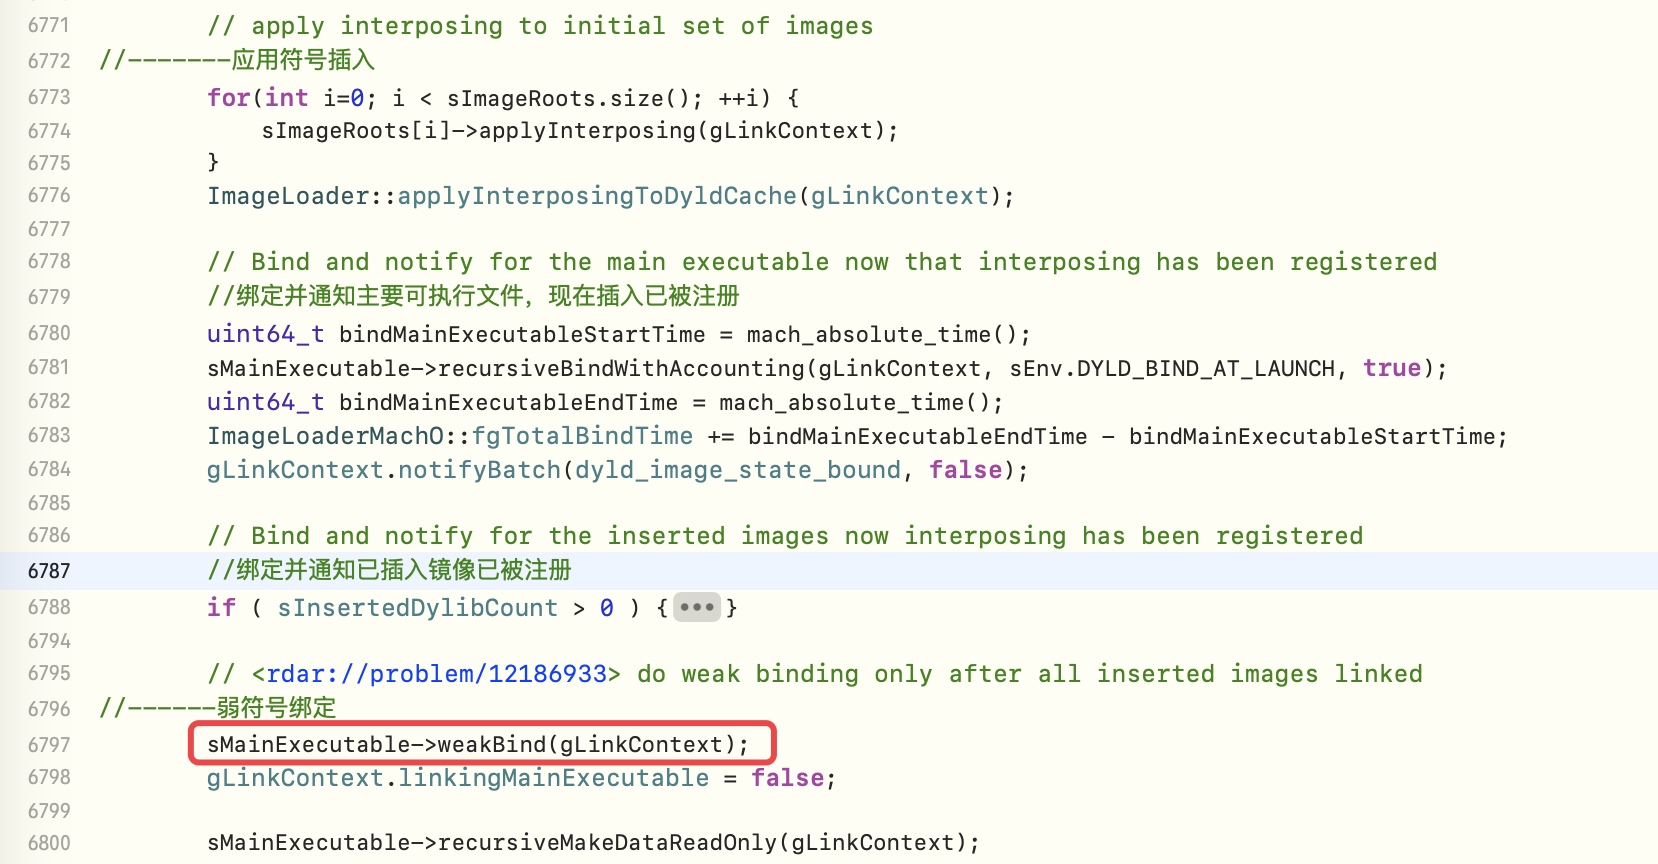 6771 // apply interposing to initial set of images
6772 //-------应用符号插入
6773 for(int i=0; i < sImageRoots.size(); ++i) {
6774 sImageRoots[i]->applyInterposing(gLinkContext);
6775 }
6776 ImageLoader::applyInterposingToDyldCache(gLinkContext);
6777
6778 // Bind and notify for the main executable now that interposing has been registered
6779 //绑定并通知主要可执行文件，现在插入已被注册
6780 uint64_t bindMainExecutableStartTime = mach_absolute_time();
6781 sMainExecutable->recursiveBindWithAccounting(gLinkContext, sEnv.DYLD_BIND_AT_LAUNCH, true);
6782 uint64_t bindMainExecutableEndTime = mach_absolute_time();
6783 ImageLoaderMachO::fgTotalBindTime += bindMainExecutableEndTime - bindMainExecutableStartTime;
6784 gLinkContext.notifyBatch(dyld_image_state_bound, false);
6785
6786 // Bind and notify for the inserted images now interposing has been registered
6787 //绑定并通知已插入镜像已被注册
6788 if ( sInsertedDylibCount > 0 ) {•••}
6794
6795 // <rdar://problem/12186933> do weak binding only after all inserted images linked
6796 //------弱符号绑定
6797 sMainExecutable->weakBind(gLinkContext);
6798 gLinkContext.linkingMainExecutable = false;
6799
6800 sMainExecutable->recursiveMakeDataReadOnly(gLinkContext);